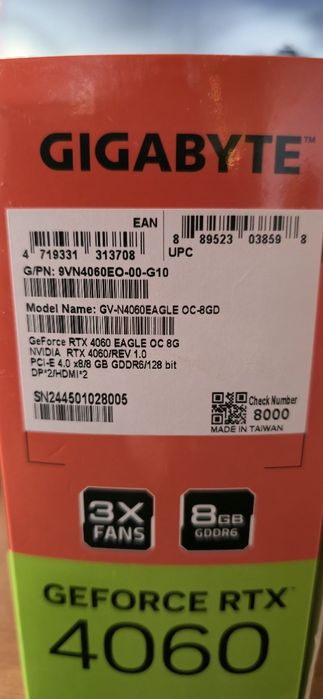 GIGABYTE™
EAN
4 719331 313708
8 89523 03859 8
UPC
G/PN: 9VN4060EO-00-G10
Model Name: GV-N4060EAGLE OC-8GD
GeForce RTX 4060 EAGLE OC 8G
NVIDIA RTX 4060/REV 1.0
PCI-E 4.0 x8/8 GB GDDR6/128 bit
DP*2/HDMI*2
SN244501028005
Check Number
8000
MADE IN TAIWAN
3X
FANS
8GB
GDDR6
GEFORCE RTX™
4060